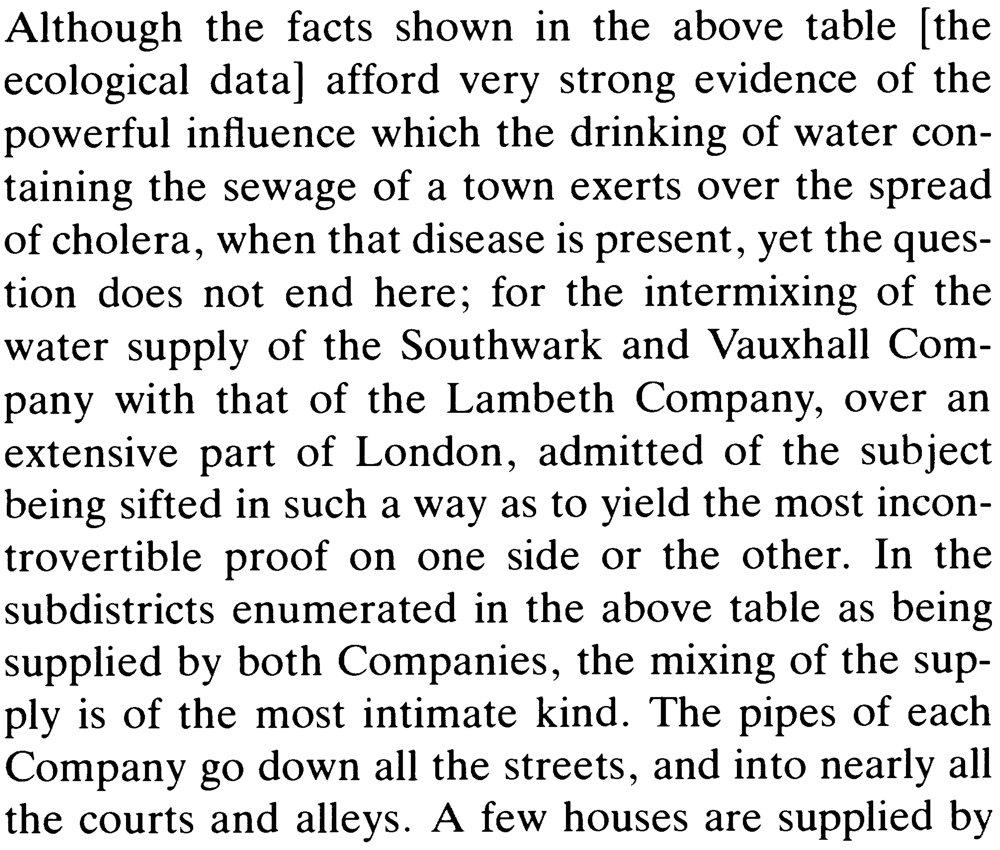 Although the facts shown in the above table [the
ecological data] afford very strong evidence of the
powerful influence which the drinking of water con-
taining the sewage of a town exerts over the spread
of cholera, when that disease is present, yet the ques-
tion does not end here; for the intermixing of the
water supply of the Southwark and Vauxhall Com-
pany with that of the Lambeth Company, over an
extensive part of London, admitted of the subject
being sifted in such a way as to yield the most incon-
trovertible proof on one side or the other. In the
subdistricts enumerated in the above table as being
supplied by both Companies, the mixing of the sup-
ply is of the most intimate kind. The pipes of each
Company go down all the streets, and into nearly all
the courts and alleys. A few houses are supplied by